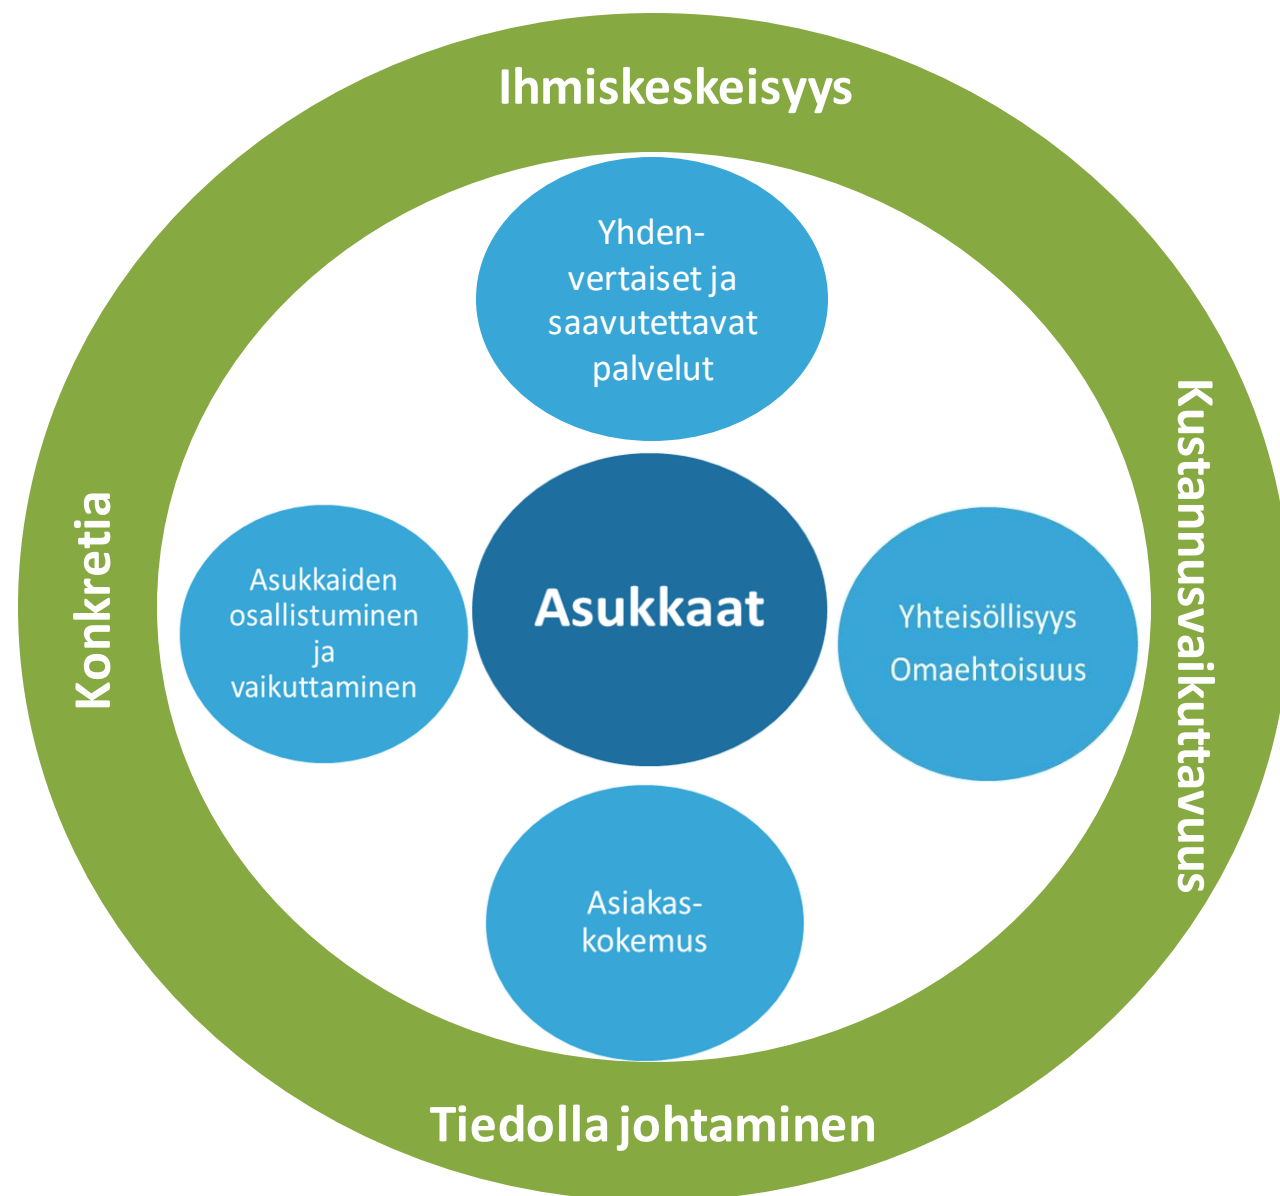 Ihmiskeskeisyys
Yhden-
vertaiset ja
saavutettavat
palvelut
Kustannusvaikuttavuus
Konkretia
Asukkaiden
osallistuminen
ja
vaikuttaminen
Asukkaat
Yhteisöllisyys
Omaehtoisuus
Asiakas-
kokemus
Tiedolla johtaminen